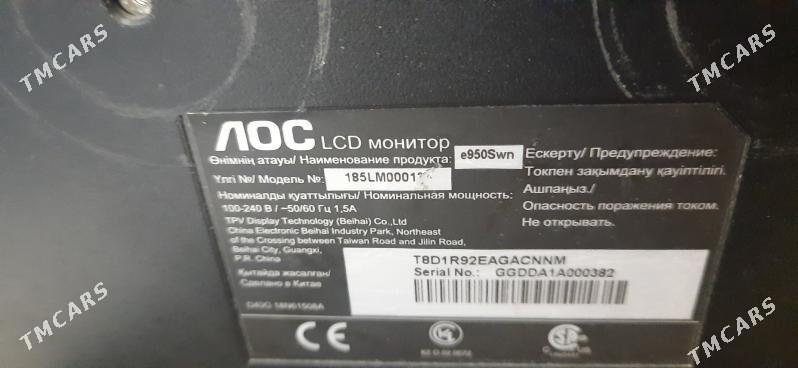 TMCARS
TMCARS
AOC LCD монитор
Өнімнің атауы/ Наименование продукта: e950Swn
Үлгі №/ Модель №: 185LM00013
Номиналды қуаттылығы/ Номинальная мощность:
100-240 В / ~50/60 Гц 1,5A
TPV Display Technology (Beihai) Co.,Ltd
China Electronic Beihai Industry Park, Northeast
of the Crossing between Taiwan Road and Jilin Road,
Beihai City, Guangxi,
P.R. China
Қытайда жасалған/
Сделано в Китае
Ескерту/ Предупреждение:
Токпен зақымдану қауіптілігі.
Ашпаңыз./
Опасность поражения током.
Не открывать.
T8D1R92EAGACNNM
Serial No.: GGDDA1A000382
CE
TMCARS
TMCARS